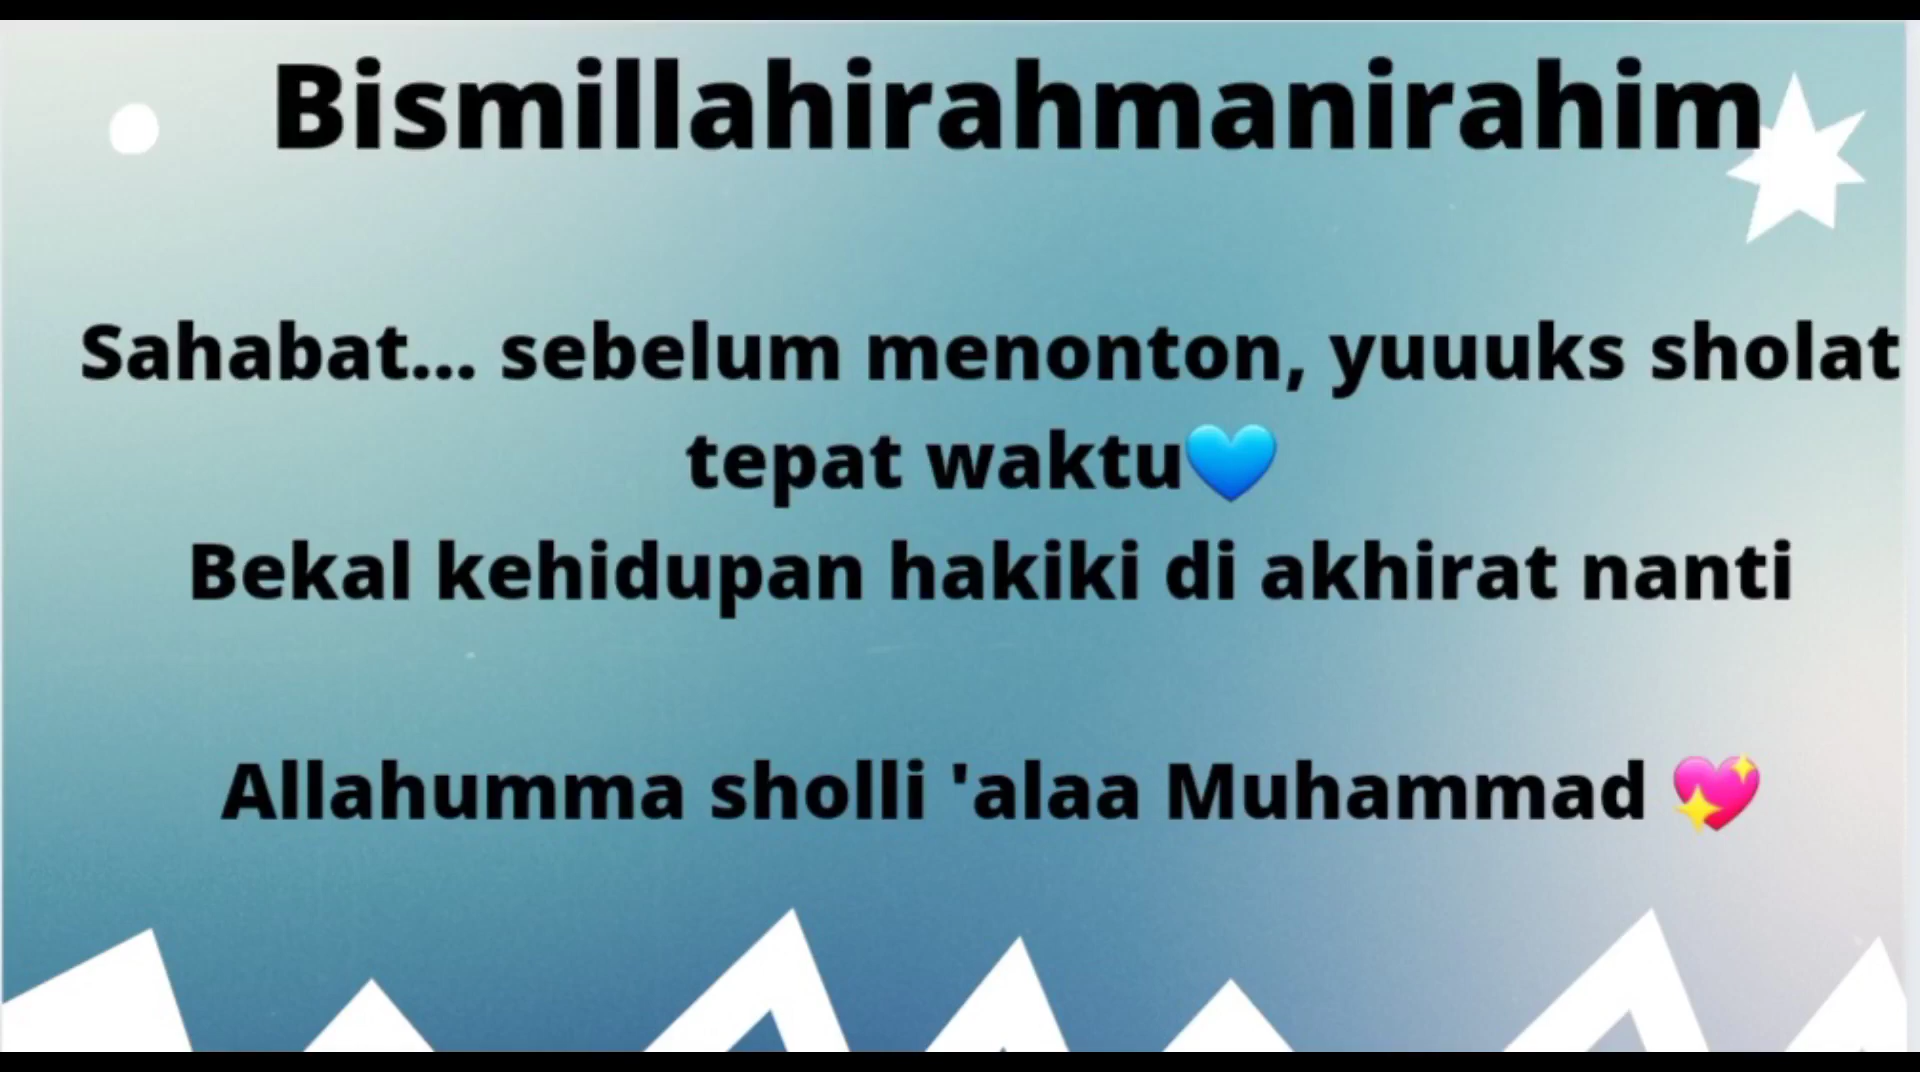 Bismillahirahmanirahim
Sahabat... sebelum menonton, yuuuks sholat
tepat waktu💙
Bekal kehidupan hakiki di akhirat nanti
Allahumma sholli 'alaa Muhammad 💖